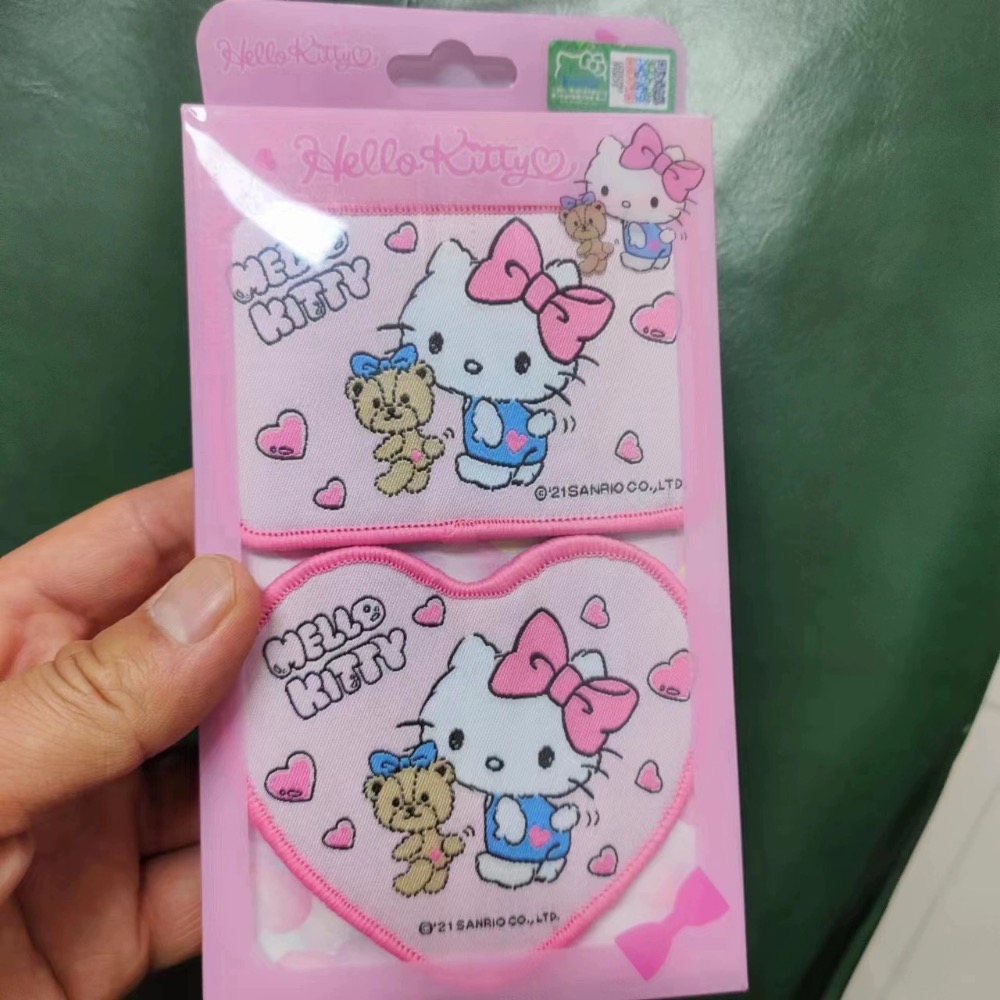 Hello Kitty
Hello Kitty
HELLO
KITTY
©'21 SANRIO CO., LTD
HELLO
KITTY
©'21 SANRIO CO., LTD.